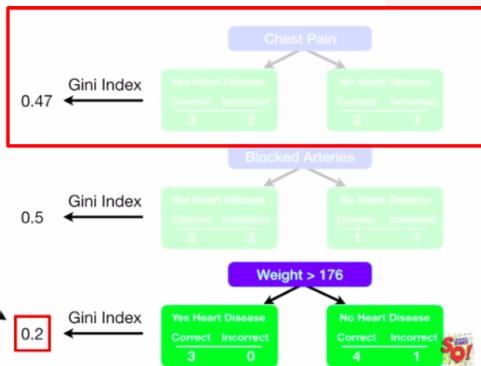 Chest Pain
Gini Index
Yes Heart Disease
No Heart Disease
0.47
Correct Incorrect
Correct Incorrect
3 2
2 1
Blocked Arteries
Gini Index
Yes Heart Disease
No Heart Disease
0.5
Correct Incorrect
Correct Incorrect
3 3
1 1
Weight > 176
Gini Index
Yes Heart Disease
No Heart Disease
0.2
Correct Incorrect
Correct Incorrect
3 0
4 1
SQ!